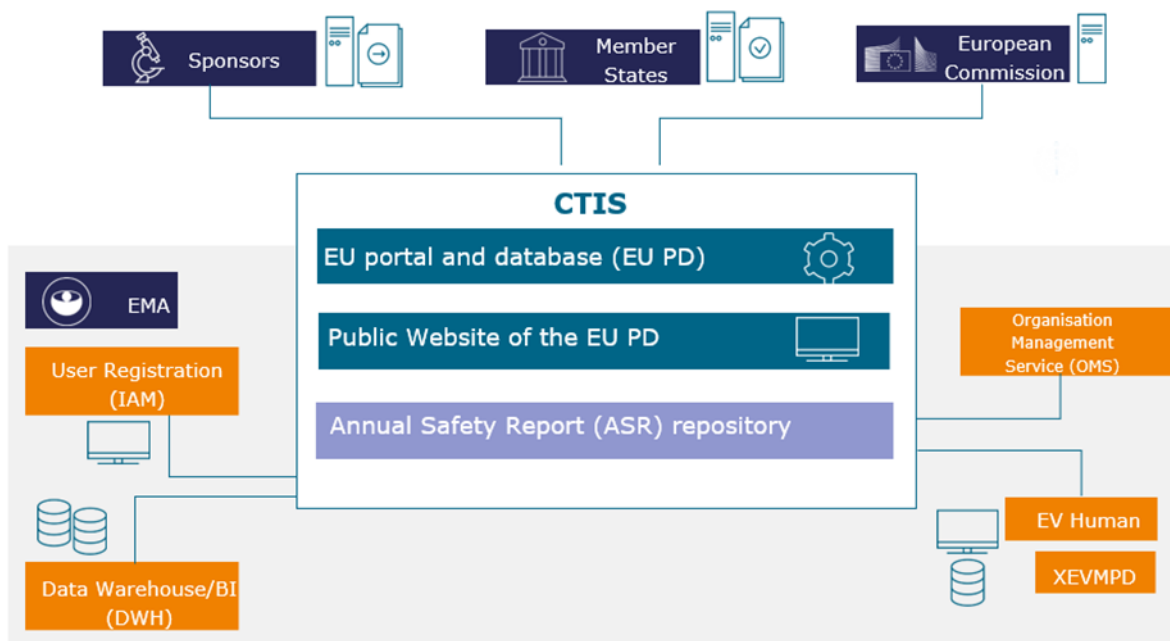 Sponsors
Member
States
European
Commission
CTIS
EU portal and database (EU PD)
Public Website of the EU PD
Annual Safety Report (ASR) repository
EMA
User Registration
(IAM)
Data Warehouse/BI
(DWH)
Organisation
Management
Service (OMS)
EV Human
XEVMPD